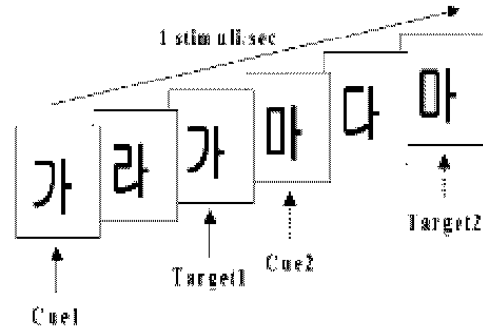 1 stimuli/sec
가 라 가 마 다 마
Cue1
Target1
Cue2
Target2